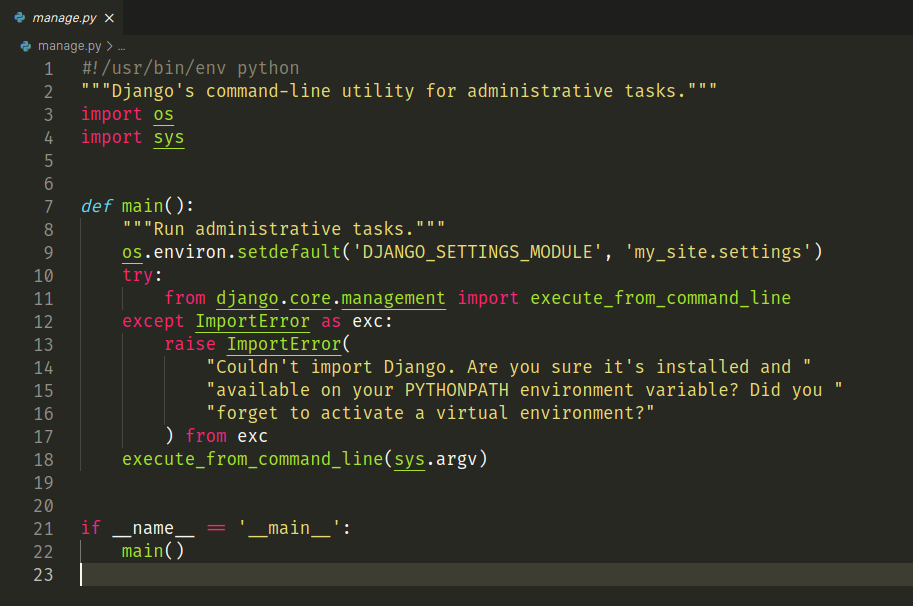 manage.py ×
manage.py > ...
1 #!/usr/bin/env python
2 """Django's command-line utility for administrative tasks."""
3 import os
4 import sys
5
6
7 def main():
8     """Run administrative tasks."""
9     os.environ.setdefault('DJANGO_SETTINGS_MODULE', 'my_site.settings')
10     try:
11         from django.core.management import execute_from_command_line
12     except ImportError as exc:
13         raise ImportError(
14             "Couldn't import Django. Are you sure it's installed and "
15             "available on your PYTHONPATH environment variable? Did you "
16             "forget to activate a virtual environment?"
17         ) from exc
18     execute_from_command_line(sys.argv)
19
20
21 if __name__ == '__main__':
22     main()
23